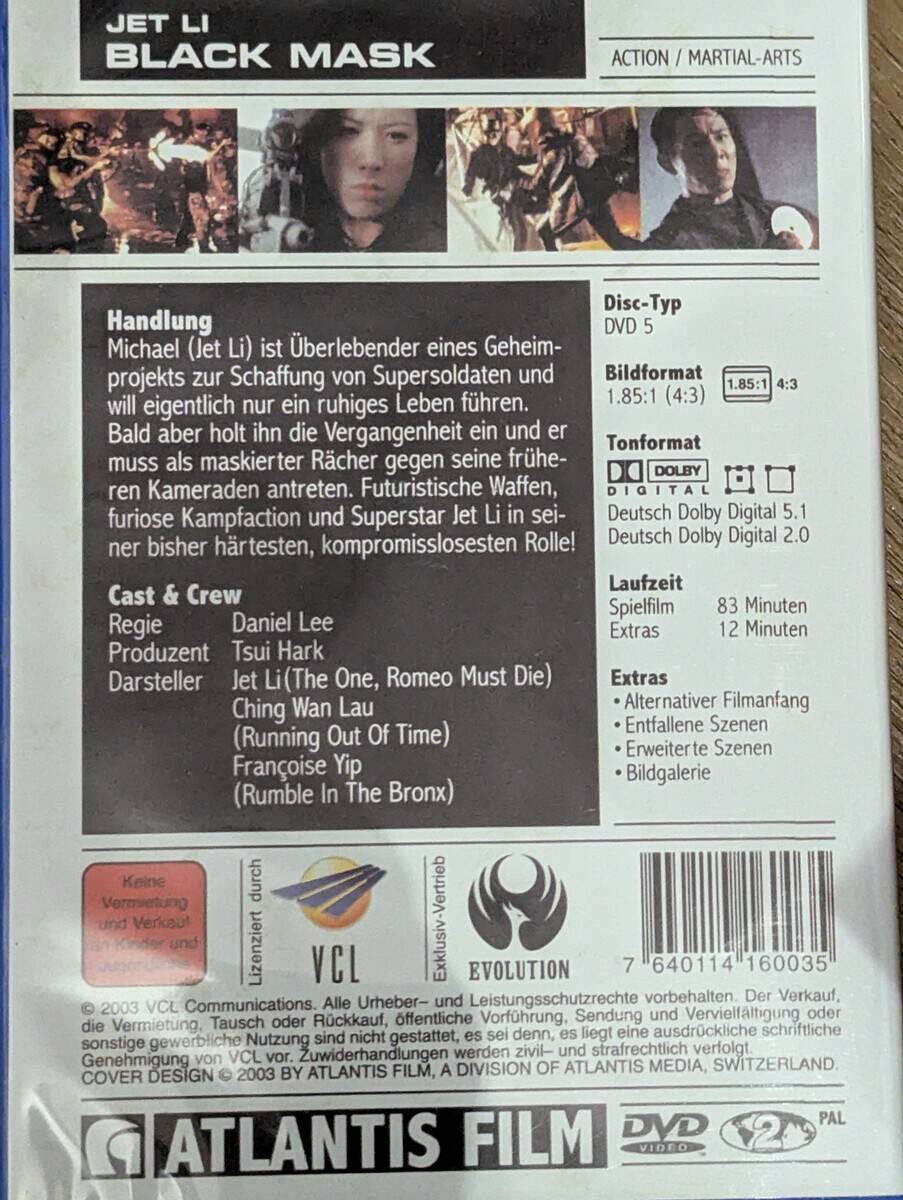 JET LI
BLACK MASK
ACTION / MARTIAL-ARTS
Handlung
Michael (Jet Li) ist Überlebender eines Geheim-
projekts zur Schaffung von Supersoldaten und
will eigentlich nur ein ruhiges Leben führen.
Bald aber holt ihn die Vergangenheit ein und er
muss als maskierter Rächer gegen seine frühe-
ren Kameraden antreten. Futuristische Waffen,
furiose Kampfaction und Superstar Jet Li in sei-
ner bisher härtesten, kompromisslosesten Rolle!
Cast & Crew
Regie Daniel Lee
Produzent Tsui Hark
Darsteller Jet Li (The One, Romeo Must Die)
Ching Wan Lau
(Running Out Of Time)
Françoise Yip
(Rumble In The Bronx)
Disc-Typ
DVD 5
Bildformat
1.85:1 (4:3) 1.85:1 4:3
Tonformat
DOLBY
DIGITAL
Deutsch Dolby Digital 5.1
Deutsch Dolby Digital 2.0
Laufzeit
Spielfilm 83 Minuten
Extras 12 Minuten
Extras
• Alternativer Filmanfang
• Entfallene Szenen
• Erweiterte Szenen
• Bildgalerie
Keine
Vermietung
und Verkauf
an Kinder und
Jugendliche
Lizenziert durch
VCL
Exklusiv-Vertrieb
EVOLUTION
7 640114 160035
© 2003 VCL Communications. Alle Urheber- und Leistungsschutzrechte vorbehalten. Der Verkauf,
die Vermietung, Tausch oder Rückkauf, öffentliche Vorführung, Sendung und Vervielfältigung oder
sonstige gewerbliche Nutzung sind nicht gestattet, es sei denn, es liegt eine ausdrückliche schriftliche
Genehmigung von VCL vor. Zuwiderhandlungen werden zivil- und strafrechtlich verfolgt.
COVER DESIGN © 2003 BY ATLANTIS FILM, A DIVISION OF ATLANTIS MEDIA, SWITZERLAND.
ATLANTIS FILM
DVD
VIDEO
2
PAL